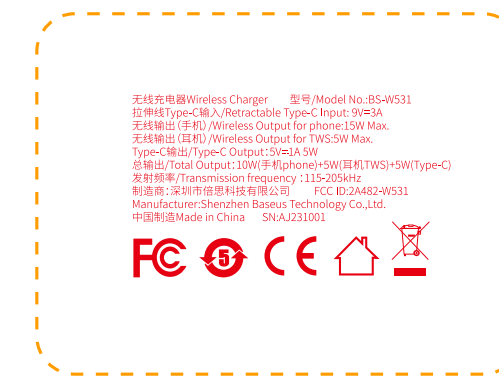 无线充电器Wireless Charger 型号/Model No.:BS-W531
拉伸线Type-C输入/Retractable Type-C Input: 9V=3A
无线输出(手机)/Wireless Output for phone:15W Max.
无线输出(耳机)/Wireless Output for TWS:5W Max.
Type-C输出/Type-C Output:5V=1A 5W
总输出/Total Output:10W(手机phone)+5W(耳机TWS)+5W(Type-C)
发射频率/Transmission frequency :115-205kHz
制造商:深圳市倍思科技有限公司 FCC ID:2A482-W531
Manufacturer:Shenzhen Baseus Technology Co.,Ltd.
中国制造Made in China SN:AJ231001
FC 5 CE